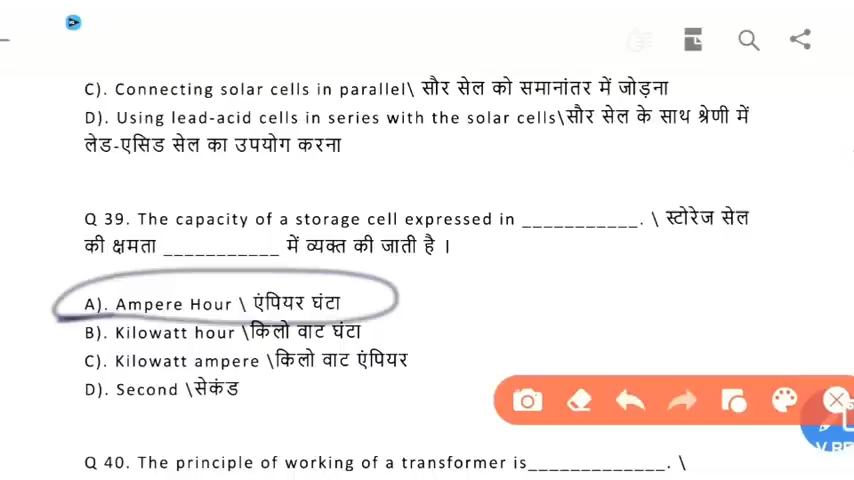 C). Connecting solar cells in parallel\ सौर सेल को समानांतर में जोड़ना
D). Using lead-acid cells in series with the solar cells\सौर सेल के साथ श्रेणी में
लेड-एसिड सेल का उपयोग करना
Q 39. The capacity of a storage cell expressed in ___________. \ स्टोरेज सेल
की क्षमता ___________ में व्यक्त की जाती है ।
A). Ampere Hour \ एंपियर घंटा
B). Kilowatt hour \किलो वाट घंटा
C). Kilowatt ampere \किलो वाट एंपियर
D). Second \सेकंड
Q 40. The principle of working of a transformer is_____________. \